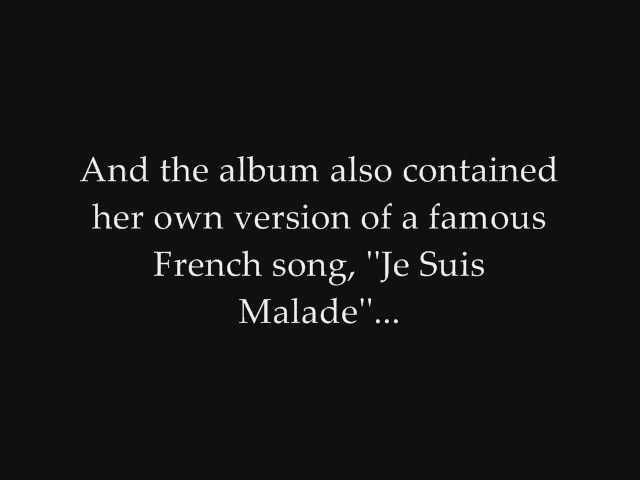 And the album also contained
her own version of a famous
French song, "Je Suis
Malade"...